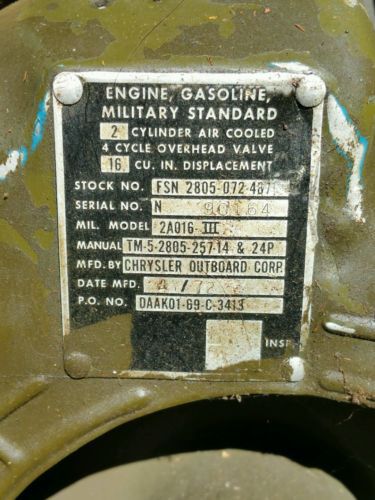 ENGINE, GASOLINE,
MILITARY STANDARD
2 CYLINDER AIR COOLED
4 CYCLE OVERHEAD VALVE
16 CU. IN. DISPLACEMENT
STOCK NO. FSN 2805-072-4871
SERIAL NO. N 90164
MIL. MODEL 2A016 III
MANUAL TM-5-2805-257-14 & 24P
MFD. BY CHRYSLER OUTBOARD CORP.
DATE MFD.
P.O. NO. DAAK01-69-C-3413
INSP.